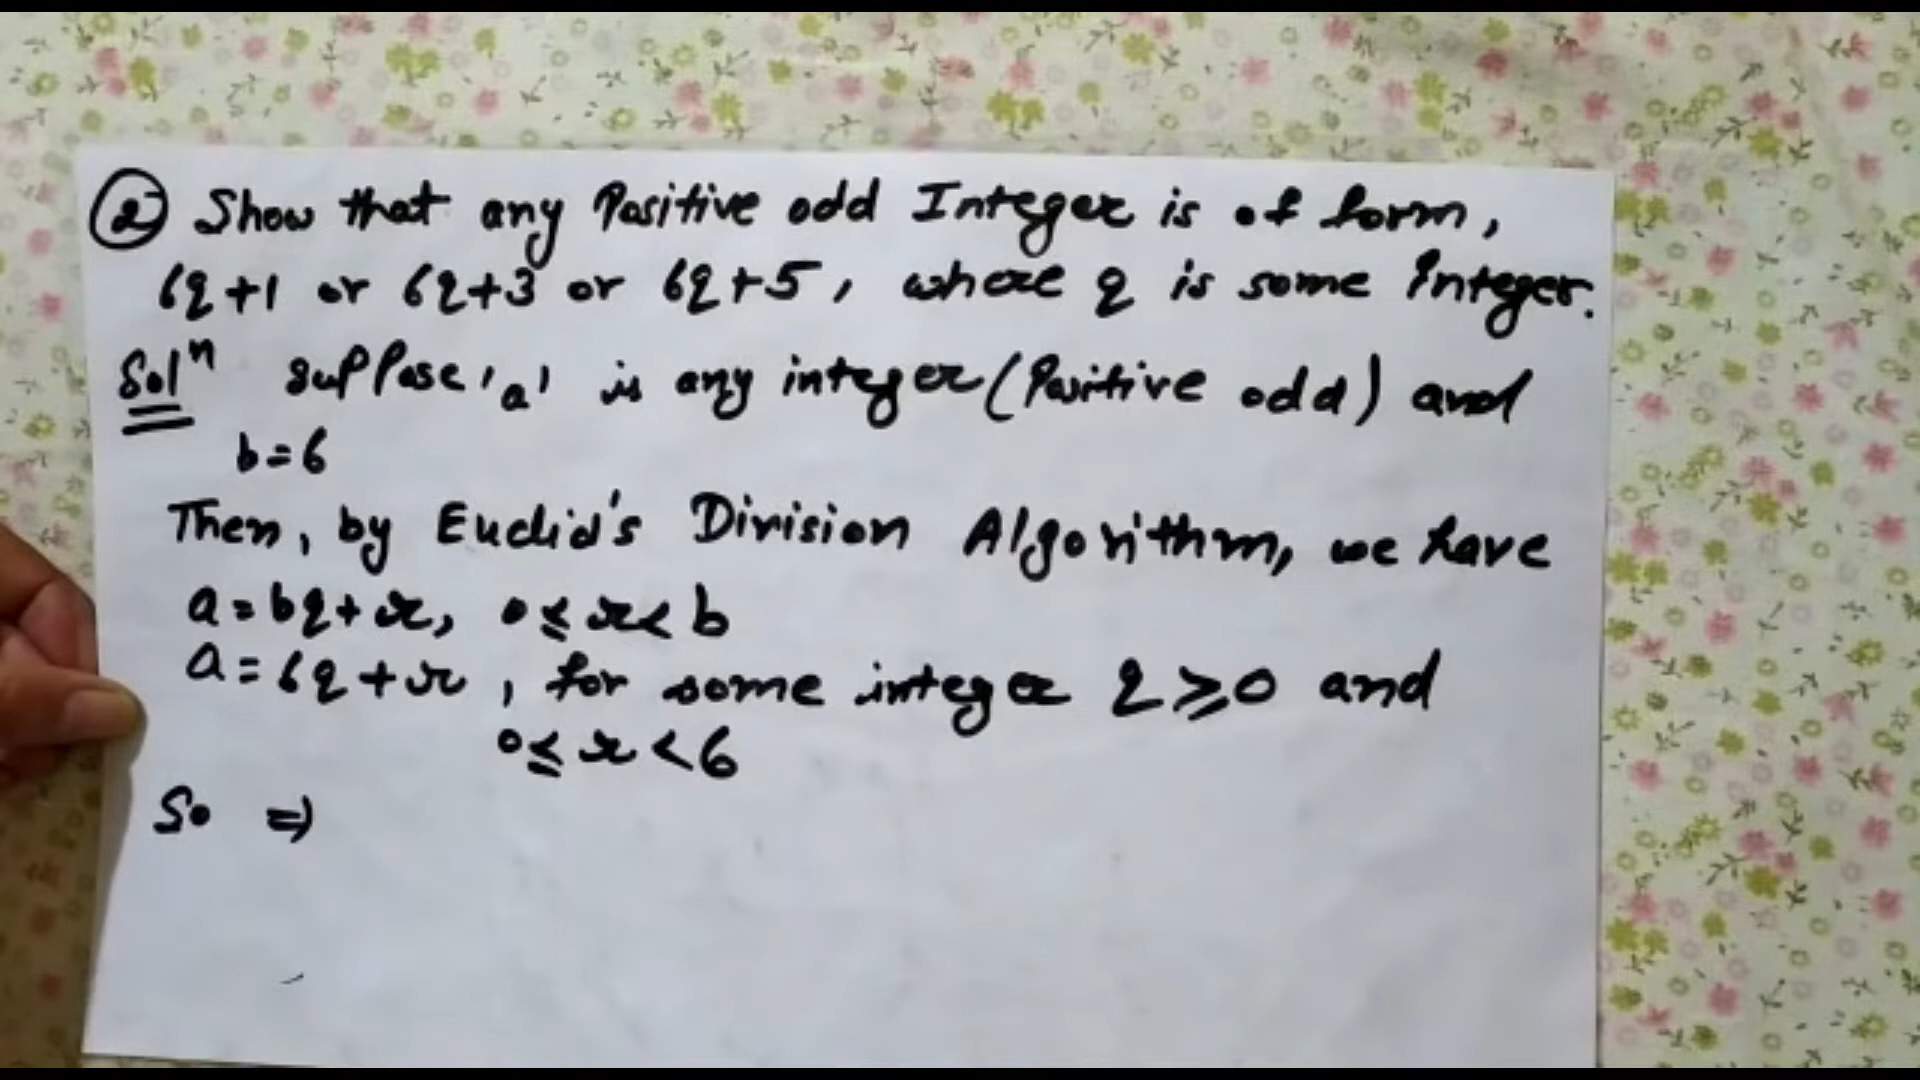 ② Show that any Positive odd Integer is of form,
6q+1 or 6q+3 or 6q+5, where q is some Integer.
Solⁿ suppose 'a' is any integer (Positive odd) and
b=6
Then, by Euclid's Division Algorithm, we have
a=bq+r, 0≤r<b
a=6q+r, for some integer q≥0 and
0≤r<6
So ⇒